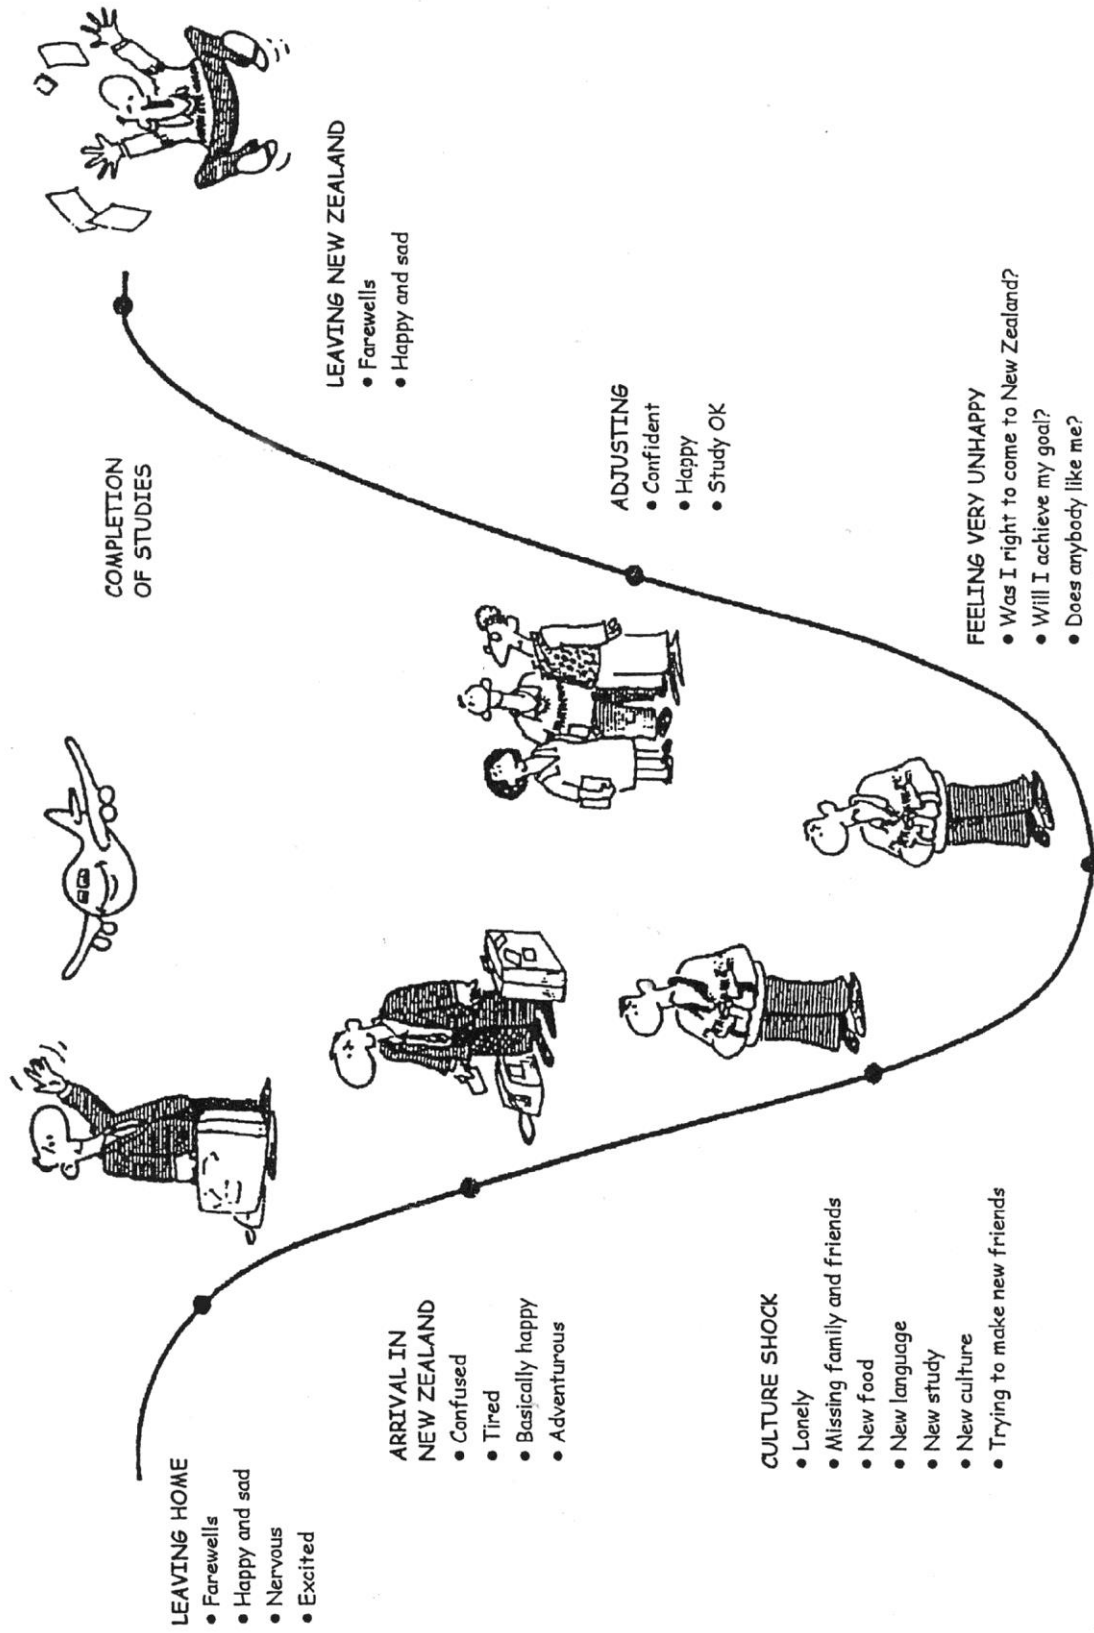 LEAVING HOME
• Farewells
• Happy and sad
• Nervous
• Excited
ARRIVAL IN
NEW ZEALAND
• Confused
• Tired
• Basically happy
• Adventurous
CULTURE SHOCK
• Lonely
• Missing family and friends
• New food
• New language
• New study
• New culture
• Trying to make new friends
FEELING VERY UNHAPPY
• Was I right to come to New Zealand?
• Will I achieve my goal?
• Does anybody like me?
ADJUSTING
• Confident
• Happy
• Study OK
COMPLETION
OF STUDIES
LEAVING NEW ZEALAND
• Farewells
• Happy and sad